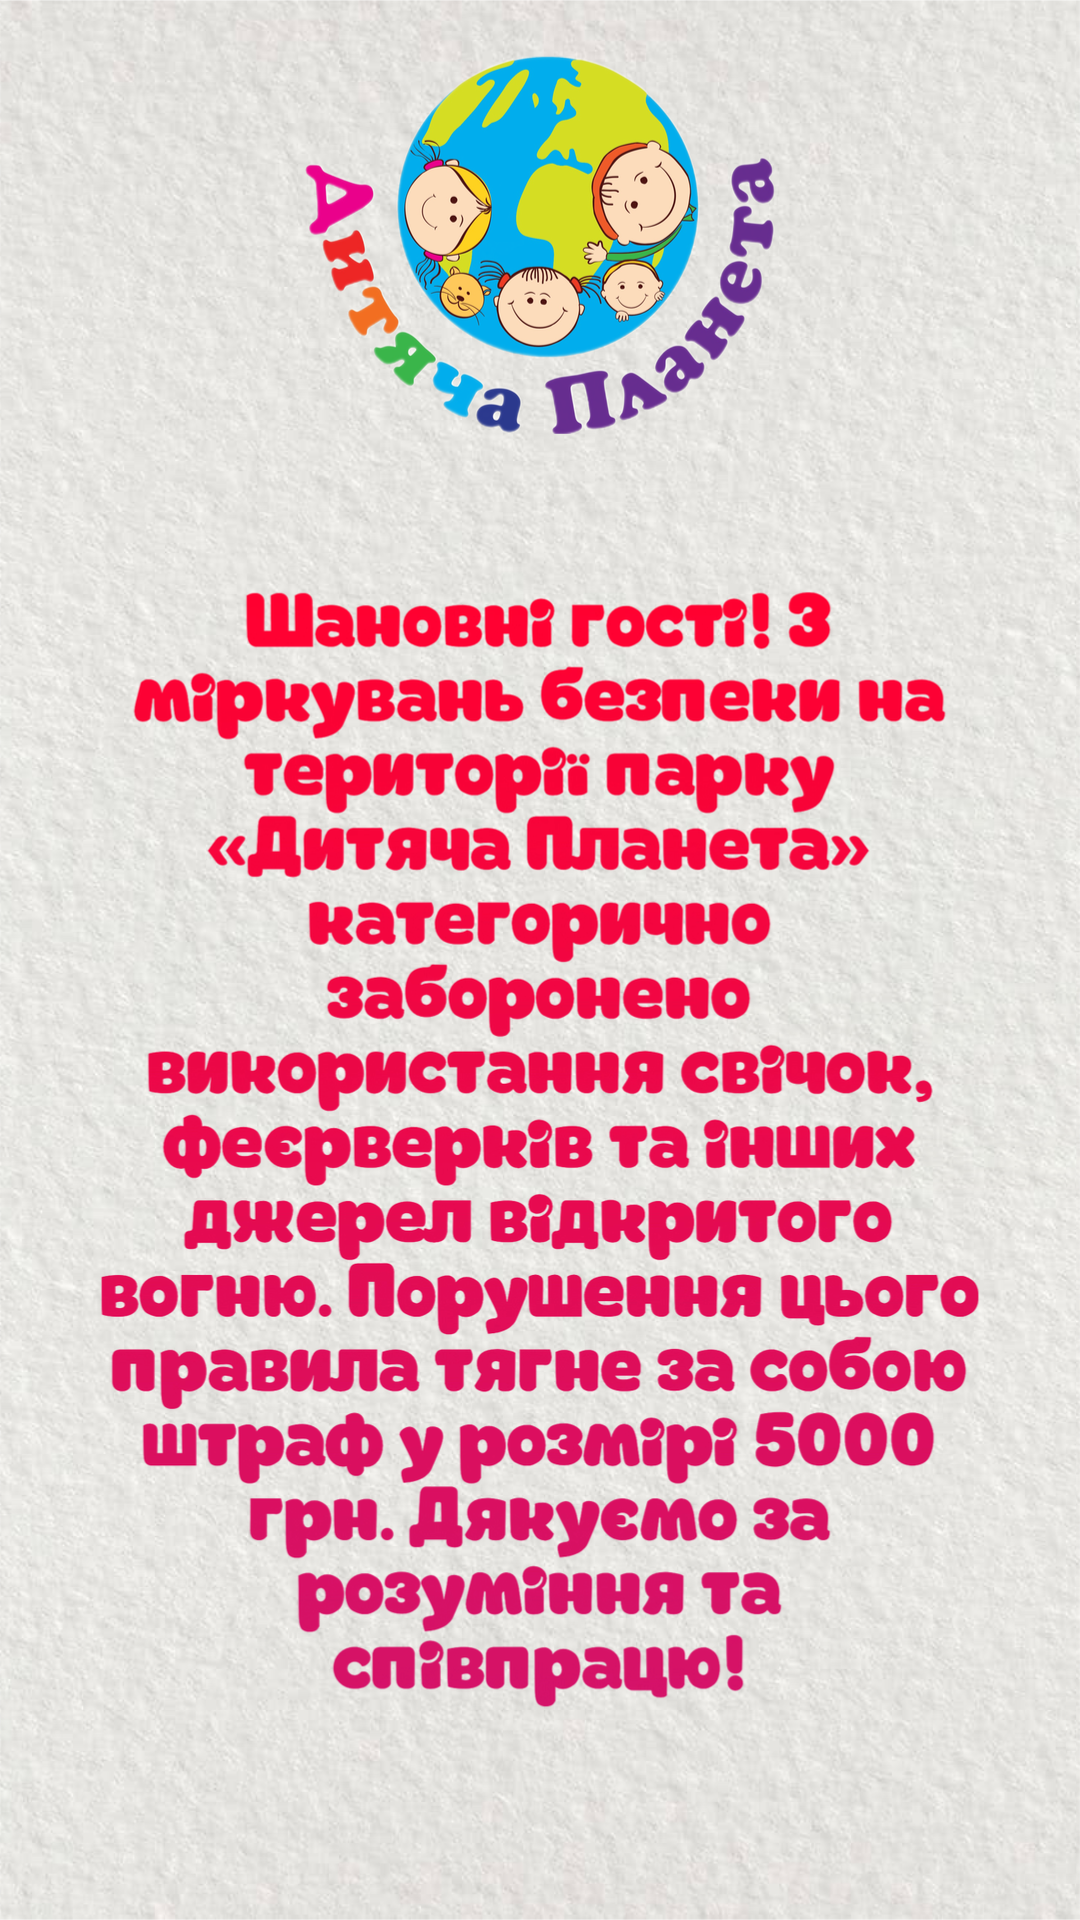 Дитяча Планета
Шановні гості! З
міркувань безпеки на
території парку
«Дитяча Планета»
категорично
заборонено
використання свічок,
феєрверків та інших
джерел відкритого
вогню. Порушення цього
правила тягне за собою
штраф у розмірі 5000
грн. Дякуємо за
розуміння та
співпрацю!